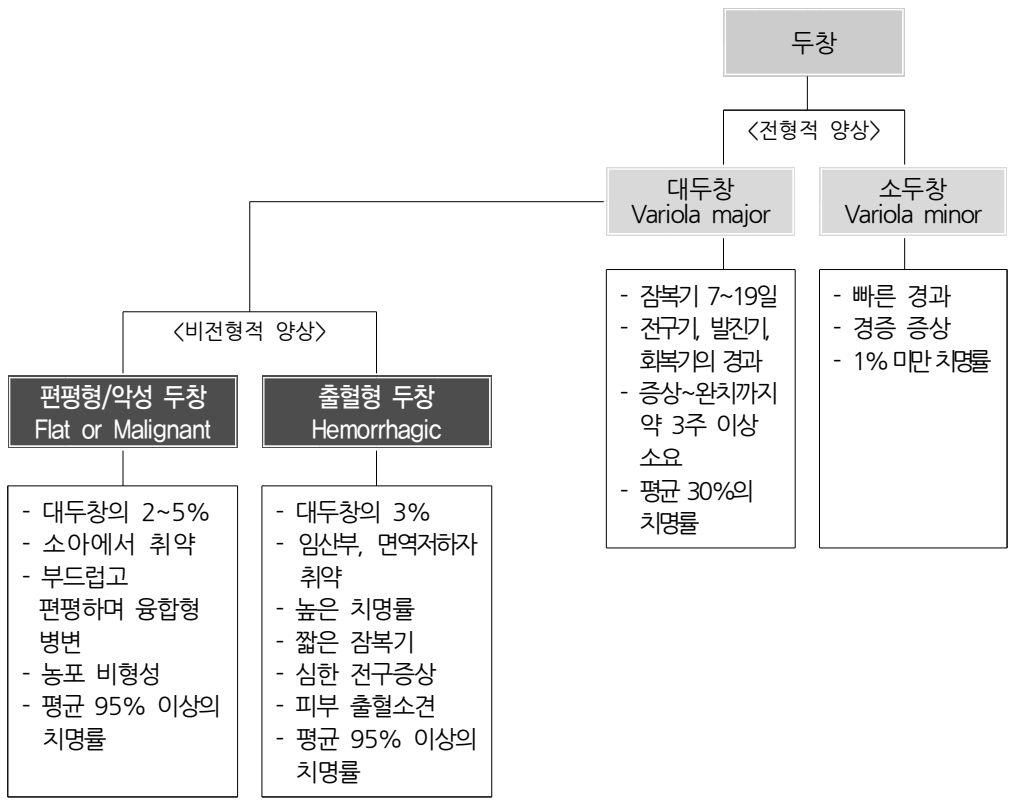 두창
<전형적 양상>
대두창
Variola major
소두창
Variola minor
- 잠복기 7~19일
- 전구기, 발진기,
회복기의 경과
- 증상~완치까지
약 3주 이상
소요
- 평균 30%의
치명률
- 빠른 경과
- 경증 증상
- 1% 미만 치명률
<비전형적 양상>
편평형/악성 두창
Flat or Malignant
출혈형 두창
Hemorrhagic
- 대두창의 2~5%
- 소아에서 취약
- 부드럽고
편평하며 융합형
병변
- 농포 비형성
- 평균 95% 이상의
치명률
- 대두창의 3%
- 임산부, 면역저하자
취약
- 높은 치명률
- 짧은 잠복기
- 심한 전구증상
- 피부 출혈소견
- 평균 95% 이상의
치명률